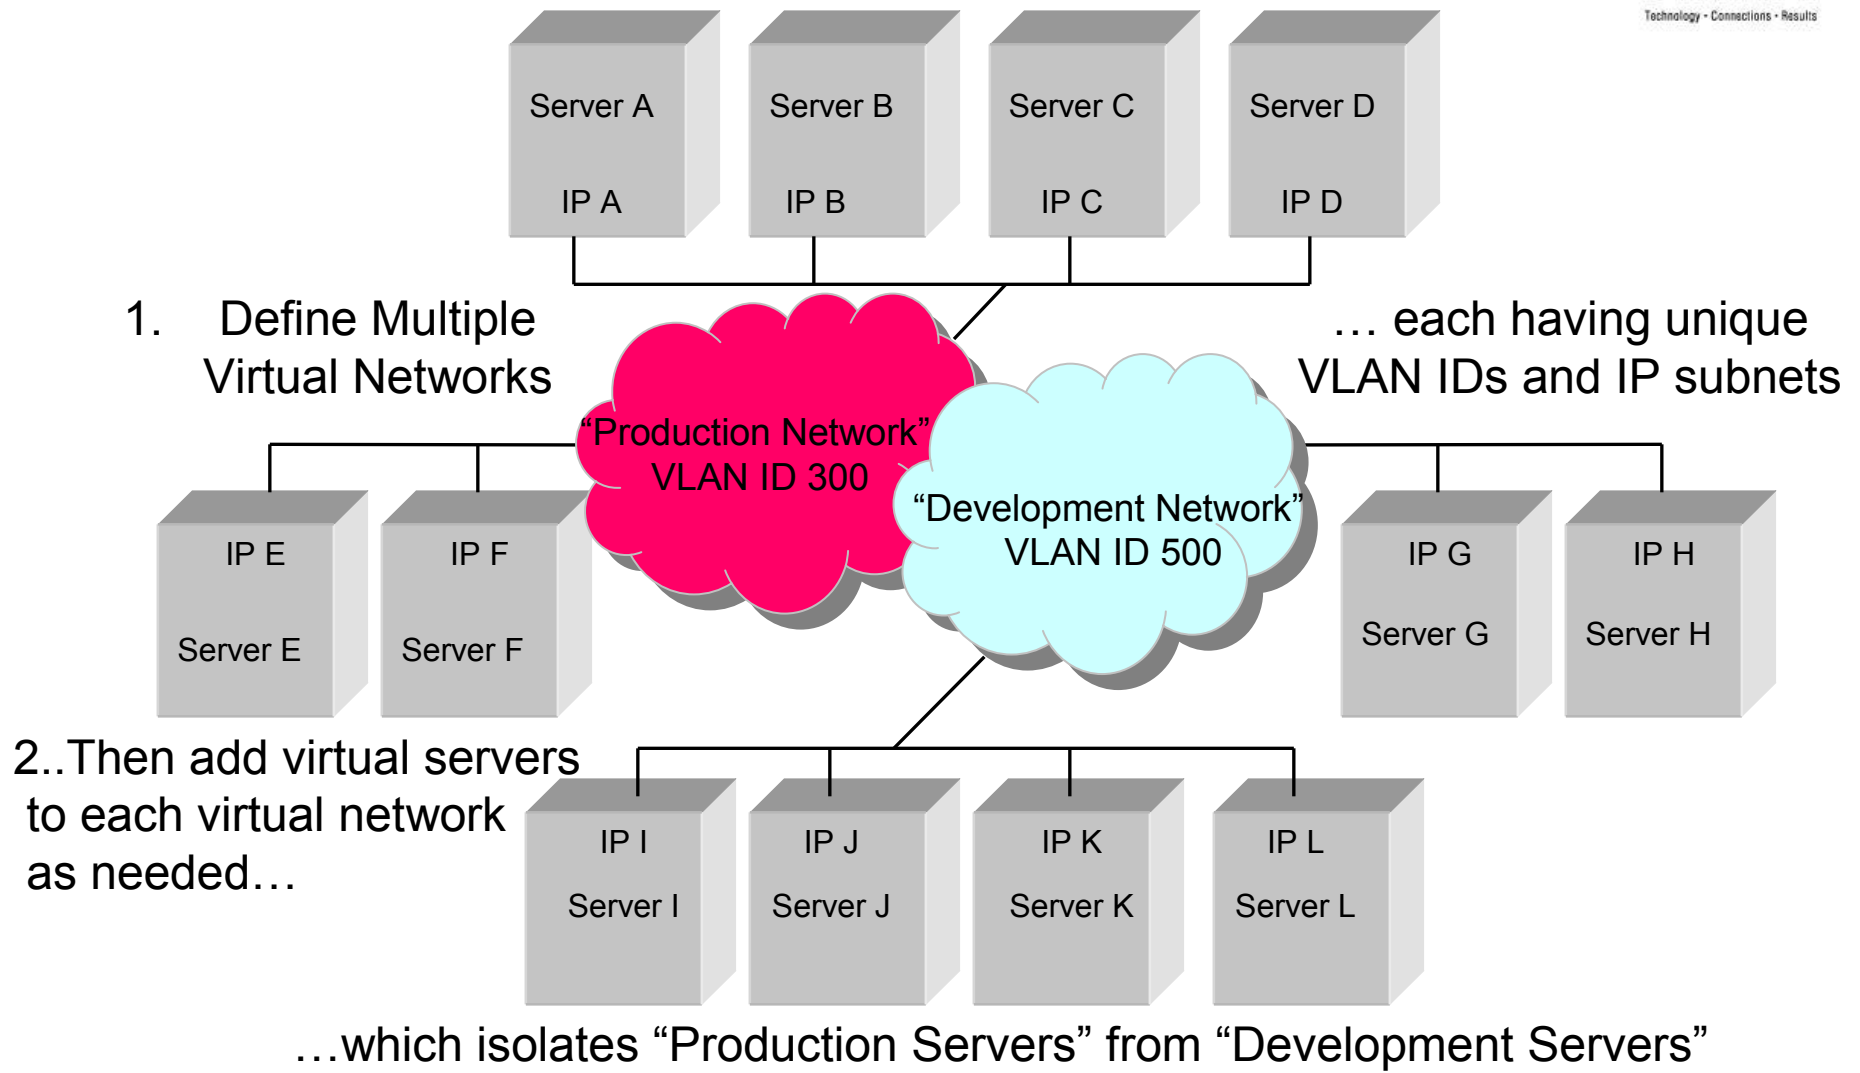 Technology - Connections - Results
Server A
Server B
Server C
Server D
IP A
IP B
IP C
IP D
1. Define Multiple
Virtual Networks
… each having unique
VLAN IDs and IP subnets
“Production Network”
VLAN ID 300
“Development Network”
VLAN ID 500
IP E
IP F
IP G
IP H
Server E
Server F
Server G
Server H
2..Then add virtual servers
to each virtual network
as needed…
IP I
IP J
IP K
IP L
Server I
Server J
Server K
Server L
…which isolates “Production Servers” from “Development Servers”